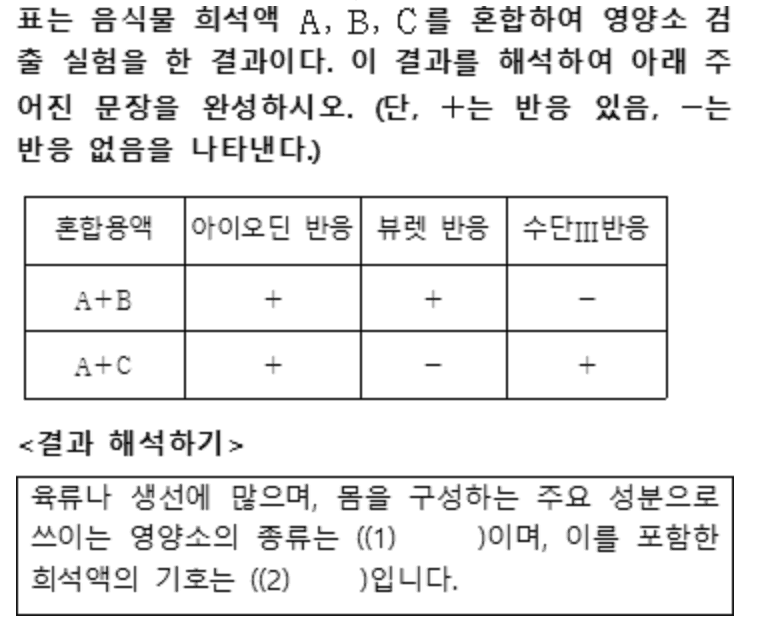 표는 음식물 희석액 A, B, C를 혼합하여 영양소 검
출 실험을 한 결과이다. 이 결과를 해석하여 아래 주
어진 문장을 완성하시오. (단, +는 반응 있음, -는
반응 없음을 나타낸다.)
혼합용액 아이오딘 반응 뷰렛 반응 수단Ⅲ반응
A+B + + -
A+C + - +
<결과 해석하기>
육류나 생선에 많으며, 몸을 구성하는 주요 성분으로
쓰이는 영양소의 종류는 ((1) )이며, 이를 포함한
희석액의 기호는 ((2) )입니다.